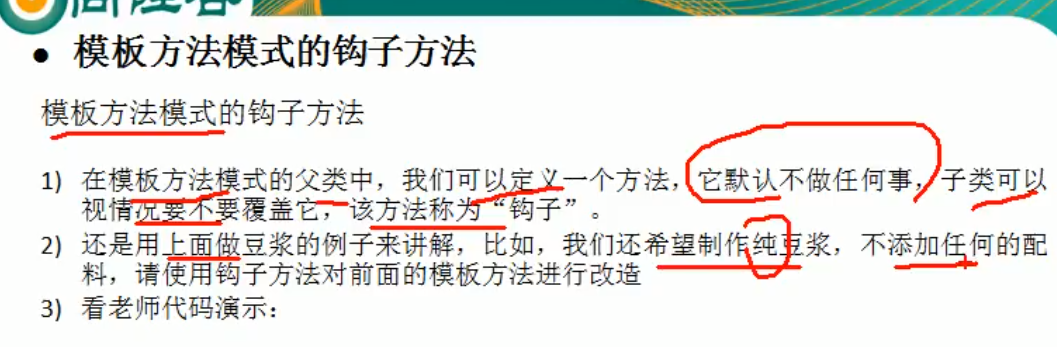 尚硅谷
● 模板方法模式的钩子方法
模板方法模式的钩子方法
1) 在模板方法模式的父类中，我们可以定义一个方法，它默认不做任何事，子类可以
视情况要不要覆盖它，该方法称为“钩子”。
2) 还是用上面做豆浆的例子来讲解，比如，我们还希望制作纯豆浆，不添加任何的配
料，请使用钩子方法对前面的模板方法进行改造
3) 看老师代码演示：